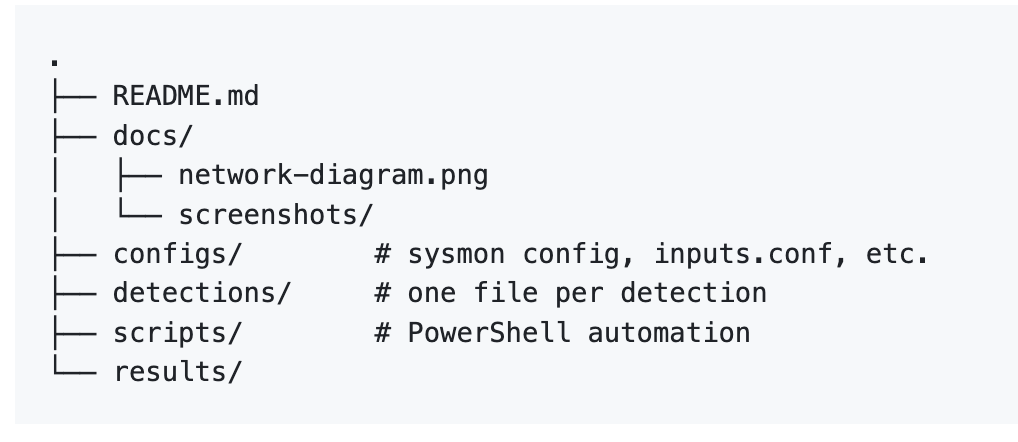 .
├── README.md
├── docs/
│   ├── network-diagram.png
│   └── screenshots/
├── configs/        # sysmon config, inputs.conf, etc.
├── detections/     # one file per detection
├── scripts/        # PowerShell automation
└── results/